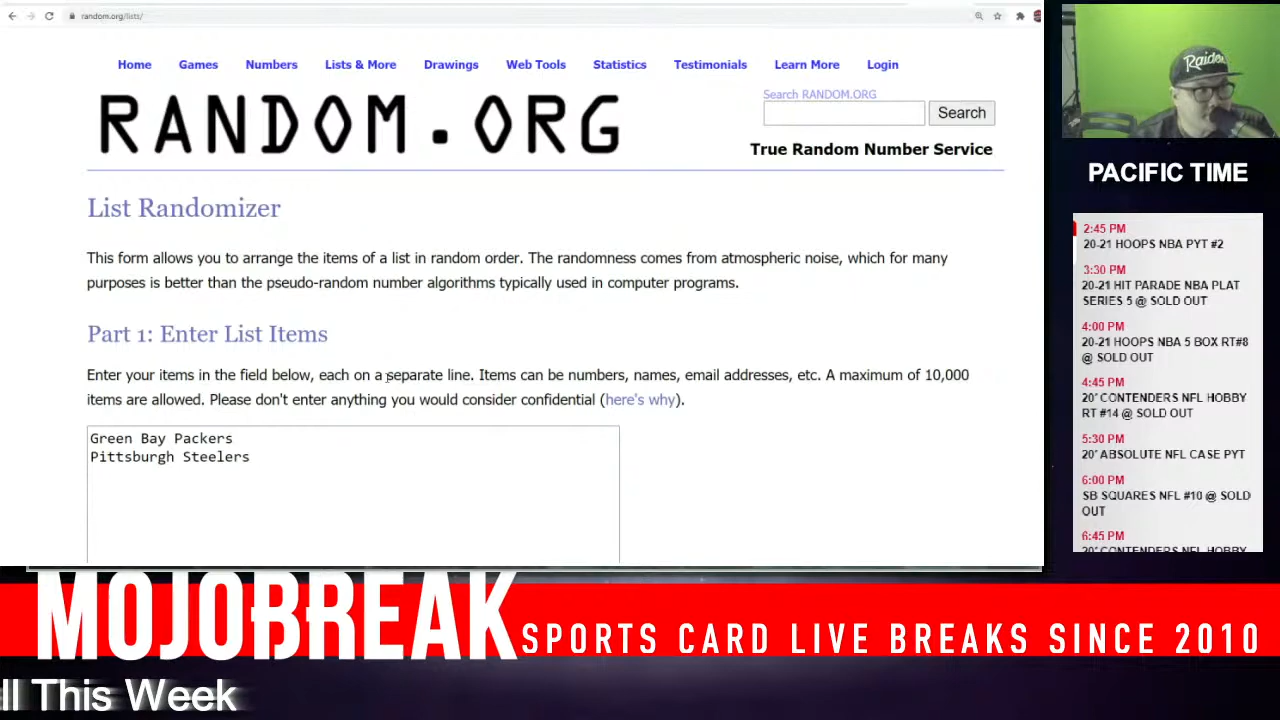 random.org/lists/
Home Games Numbers Lists & More Drawings Web Tools Statistics Testimonials Learn More Login
RANDOM.ORG
Search RANDOM.ORG
Search
True Random Number Service
List Randomizer
This form allows you to arrange the items of a list in random order. The randomness comes from atmospheric noise, which for many
purposes is better than the pseudo-random number algorithms typically used in computer programs.
Part 1: Enter List Items
Enter your items in the field below, each on a separate line. Items can be numbers, names, email addresses, etc. A maximum of 10,000
items are allowed. Please don't enter anything you would consider confidential (here's why).
Green Bay Packers
Pittsburgh Steelers
Raiders
PACIFIC TIME
2:45 PM
20-21 HOOPS NBA PYT #2
3:30 PM
20-21 HIT PARADE NBA PLAT
SERIES 5 @ SOLD OUT
4:00 PM
20-21 HOOPS NBA 5 BOX RT#8
@ SOLD OUT
4:45 PM
20' CONTENDERS NFL HOBBY
RT #14 @ SOLD OUT
5:30 PM
20' ABSOLUTE NFL CASE PYT
6:00 PM
SB SQUARES NFL #10 @ SOLD
OUT
6:45 PM
20' CONTENDERS NFL HOBBY
MOJOBREAK
SPORTS CARD LIVE BREAKS SINCE 2010
ll This Week